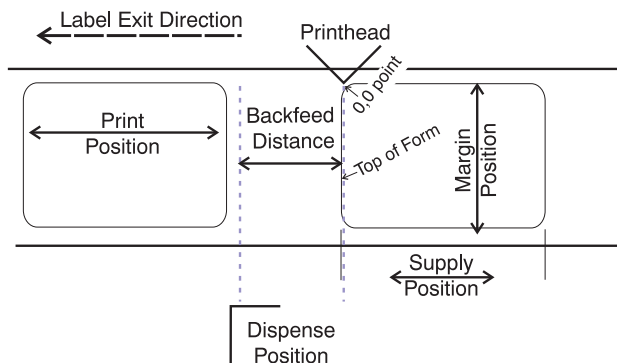 Label Exit Direction
Printhead
0,0 point
Print
Position
Backfeed
Distance
Top of Form
Margin
Position
Supply
Position
Dispense
Position